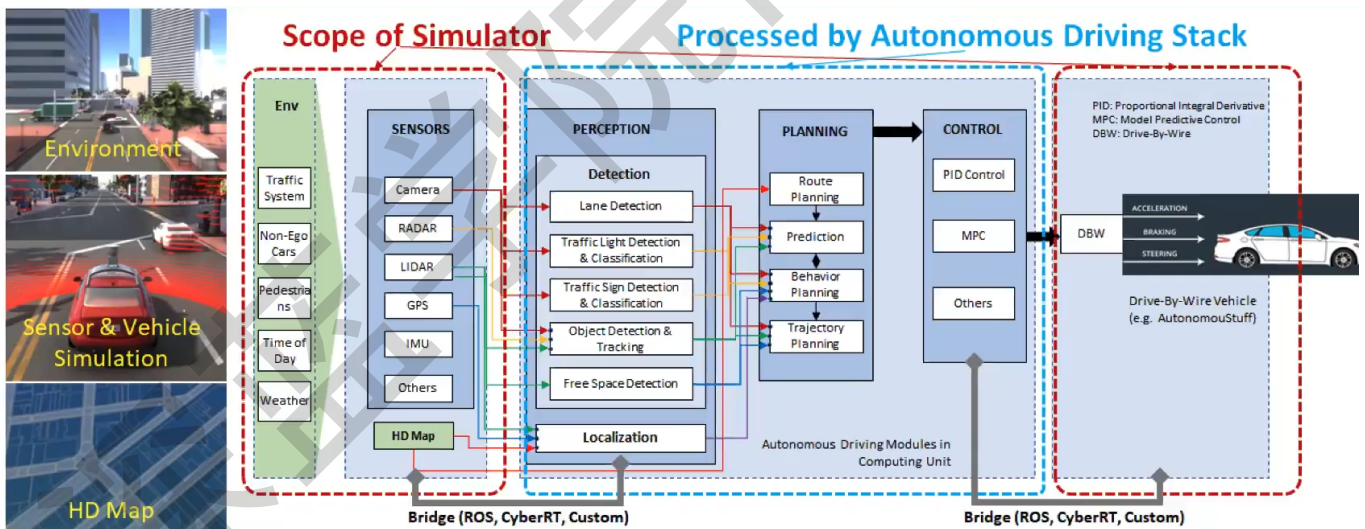 Scope of Simulator
Processed by Autonomous Driving Stack
Environment
Sensor & Vehicle
Simulation
HD Map
Env
Traffic
System
Non-Ego
Cars
Pedestria
ns
Time of
Day
Weather
SENSORS
Camera
RADAR
LIDAR
GPS
IMU
Others
HD Map
PERCEPTION
Detection
Lane Detection
Traffic Light Detection
& Classification
Traffic Sign Detection
& Classification
Object Detection &
Tracking
Free Space Detection
Localization
PLANNING
Route
Planning
Prediction
Behavior
Planning
Trajectory
Planning
CONTROL
PID Control
MPC
Others
Autonomous Driving Modules in
Computing Unit
PID: Proportional Integral Derivative
MPC: Model Predictive Control
DBW: Drive-By-Wire
DBW
ACCELERATION
BRAKING
STEERING
Drive-By-Wire Vehicle
(e.g. AutonomouStuff)
Bridge (ROS, CyberRT, Custom)
Bridge (ROS, CyberRT, Custom)